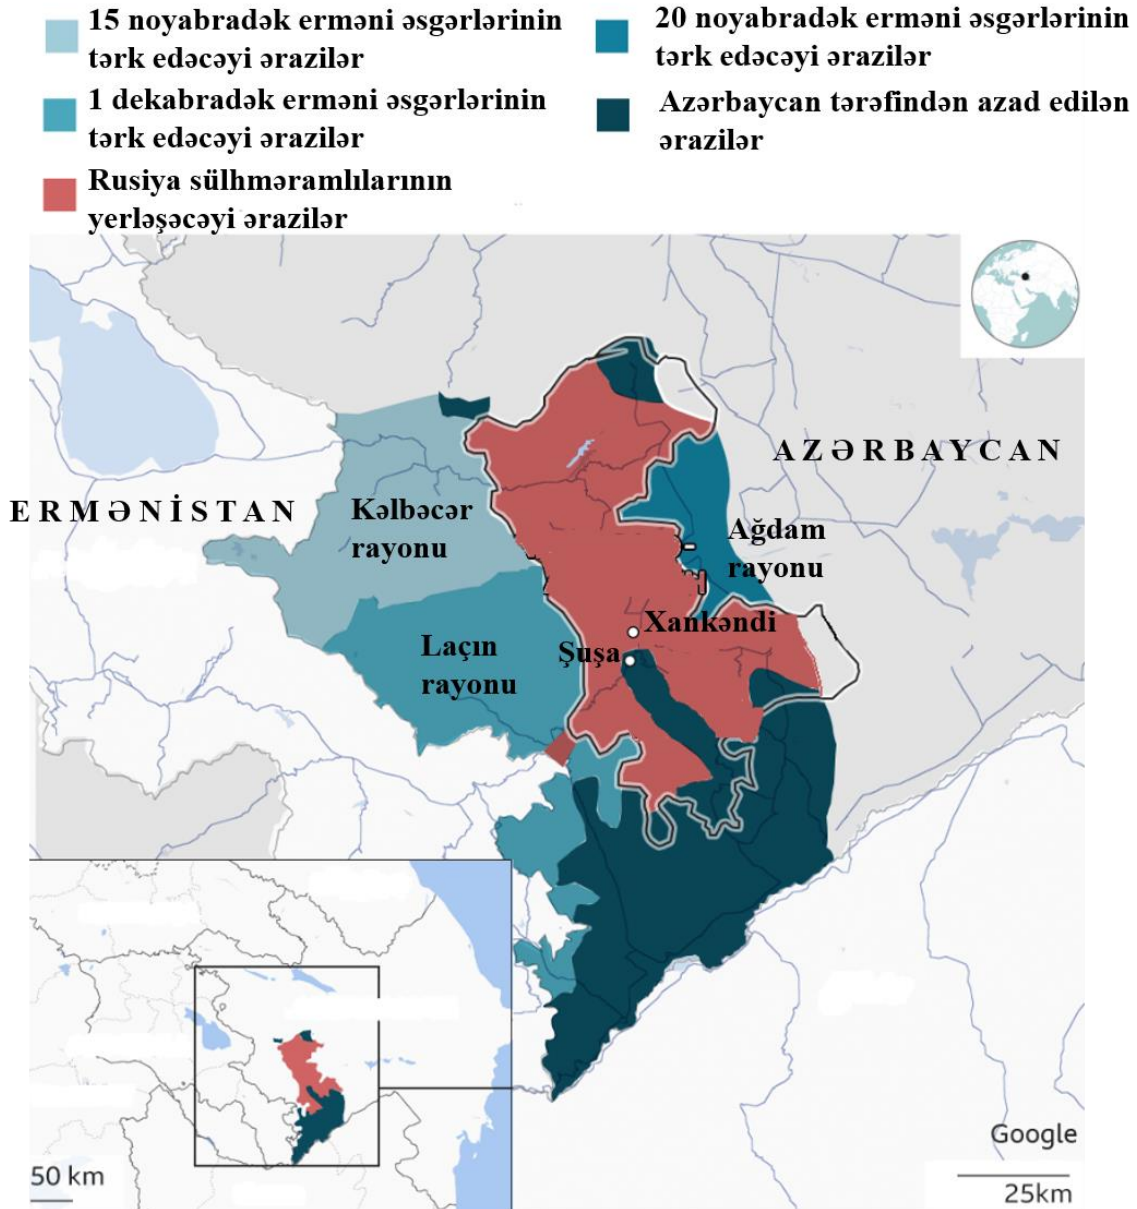 15 noyabradək erməni əsgərlərinin
tərk edəcəyi ərazilər
20 noyabradək erməni əsgərlərinin
tərk edəcəyi ərazilər
1 dekabradək erməni əsgərlərinin
tərk edəcəyi ərazilər
Azərbaycan tərəfindən azad edilən
ərazilər
Rusiya sülhməramlılarının
yerləşəcəyi ərazilər
AZƏRBAYCAN
ERMƏNİSTAN
Kəlbəcər
rayonu
Ağdam
rayonu
Xankəndi
Şuşa
Laçın
rayonu
Google
50 km
25km